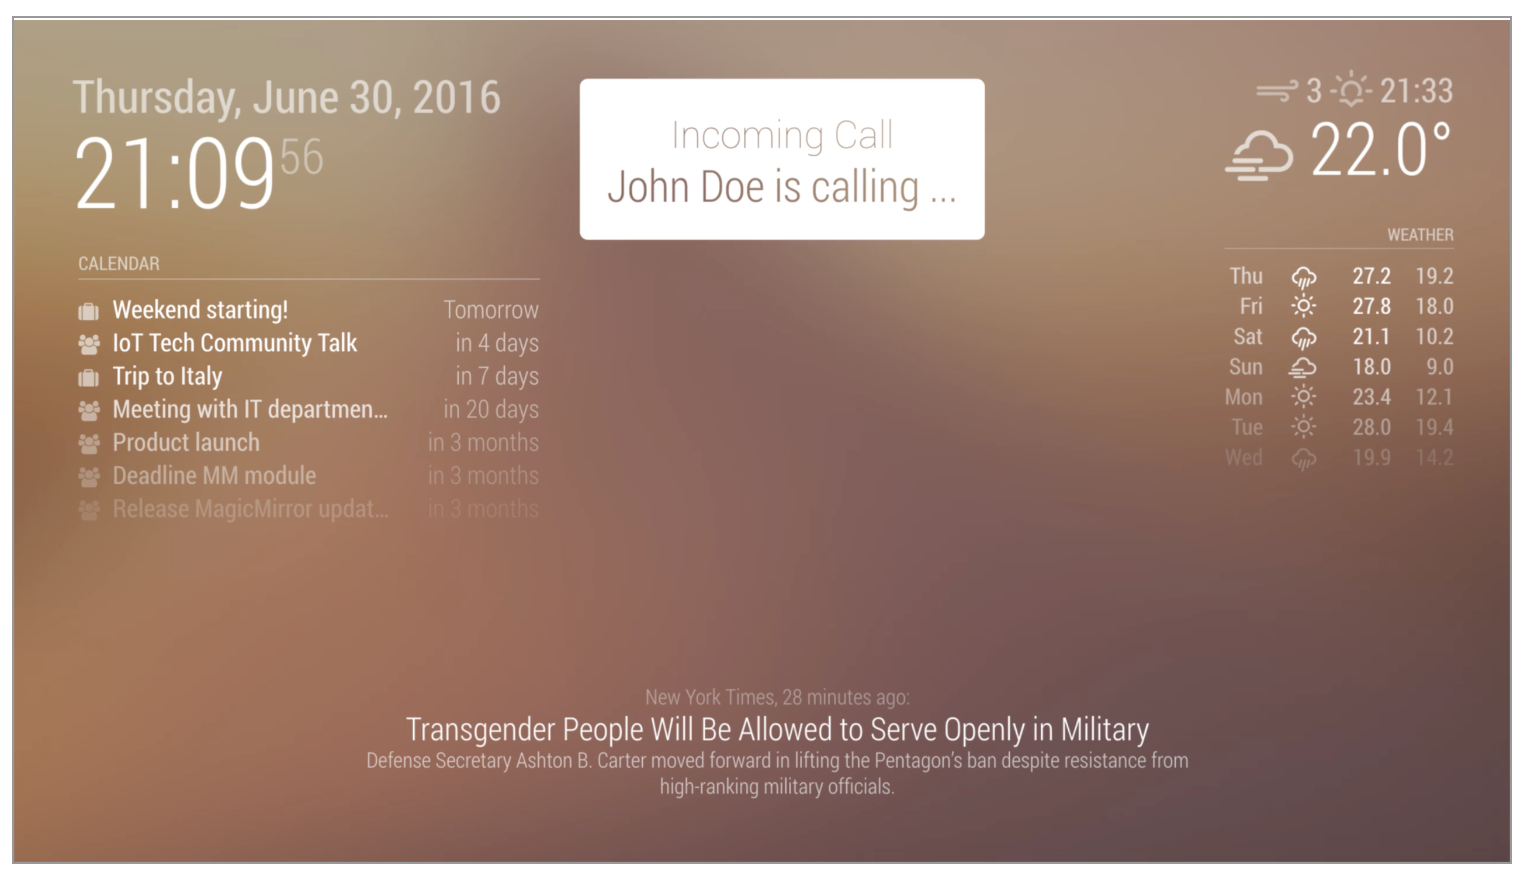 Thursday, June 30, 2016
21:09 56
CALENDAR
Weekend starting! Tomorrow
IoT Tech Community Talk in 4 days
Trip to Italy in 7 days
Meeting with IT departmen... in 20 days
Product launch in 3 months
Deadline MM module in 3 months
Release MagicMirror updat... in 3 months
Incoming Call
John Doe is calling ...
3 21:33
22.0°
WEATHER
Thu 27.2 19.2
Fri 27.8 18.0
Sat 21.1 10.2
Sun 18.0 9.0
Mon 23.4 12.1
Tue 28.0 19.4
Wed 19.9 14.2
New York Times, 28 minutes ago:
Transgender People Will Be Allowed to Serve Openly in Military
Defense Secretary Ashton B. Carter moved forward in lifting the Pentagon's ban despite resistance from
high-ranking military officials.